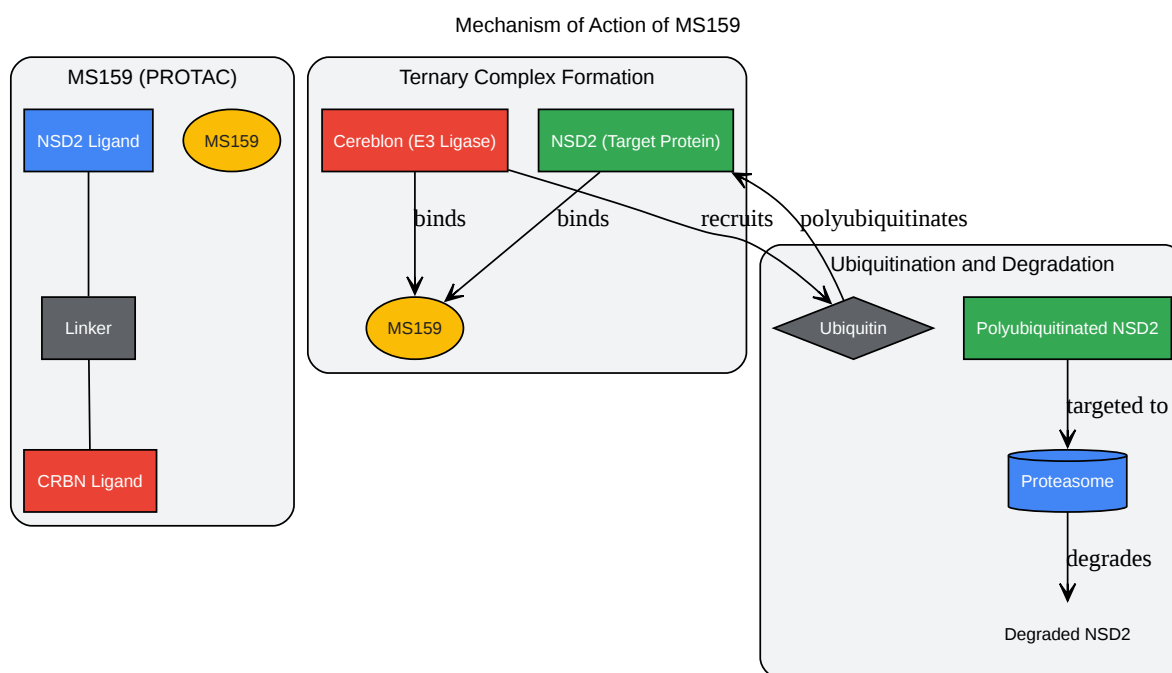 Mechanism of Action of MS159
MS159 (PROTAC)
NSD2 Ligand
MS159
Linker
CRBN Ligand
Ternary Complex Formation
Cereblon (E3 Ligase)
NSD2 (Target Protein)
binds
binds
recruits
polyubiquitinates
MS159
Ubiquitination and Degradation
Ubiquitin
Polyubiquitinated NSD2
targeted to
Proteasome
degrades
Degraded NSD2